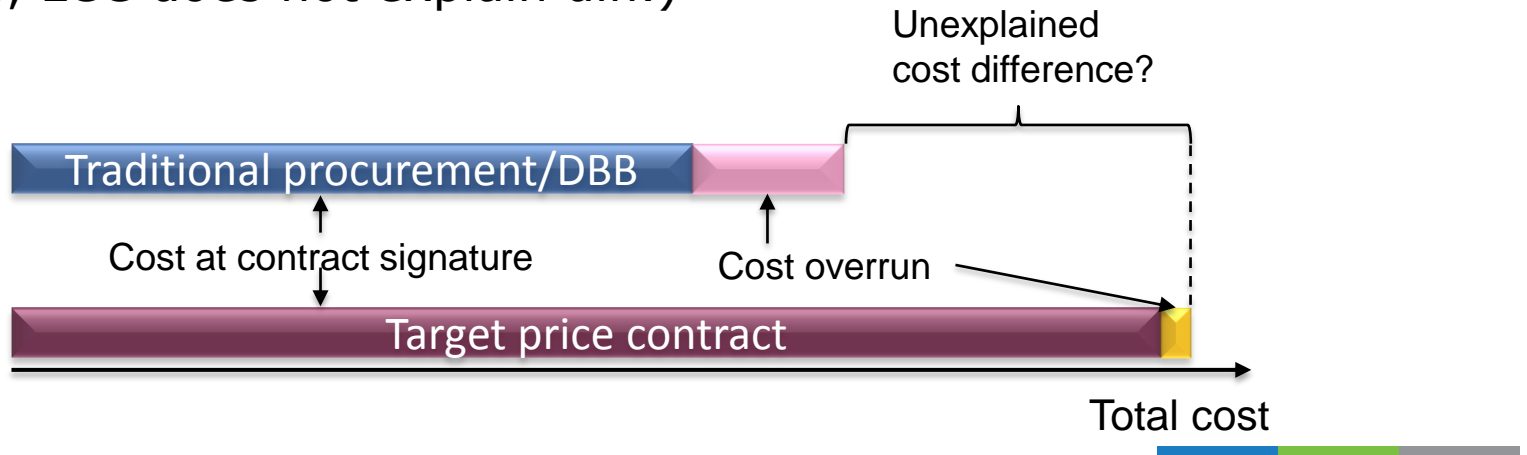 Unexplained
cost difference?
Traditional procurement/DBB
Cost at contract signature
Cost overrun
Target price contract
Total cost